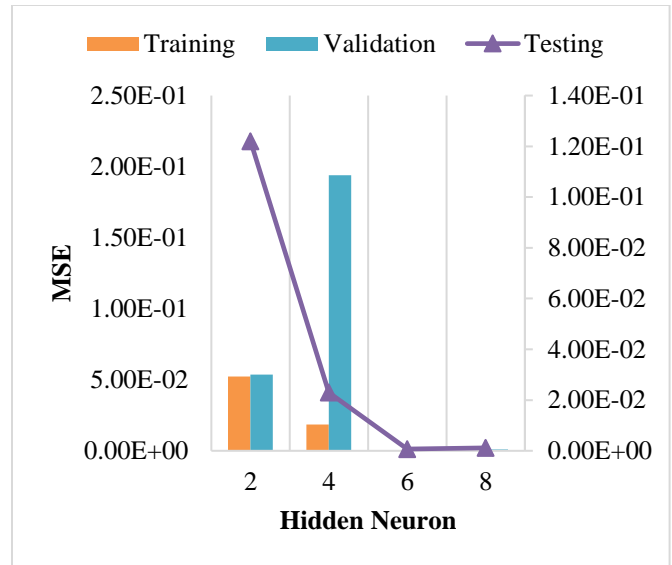 Training Validation Testing
2.50E-01
2.00E-01
1.50E-01
1.00E-01
5.00E-02
0.00E+00
MSE
1.40E-01
1.20E-01
1.00E-01
8.00E-02
6.00E-02
4.00E-02
2.00E-02
0.00E+00
2 4 6 8
Hidden Neuron